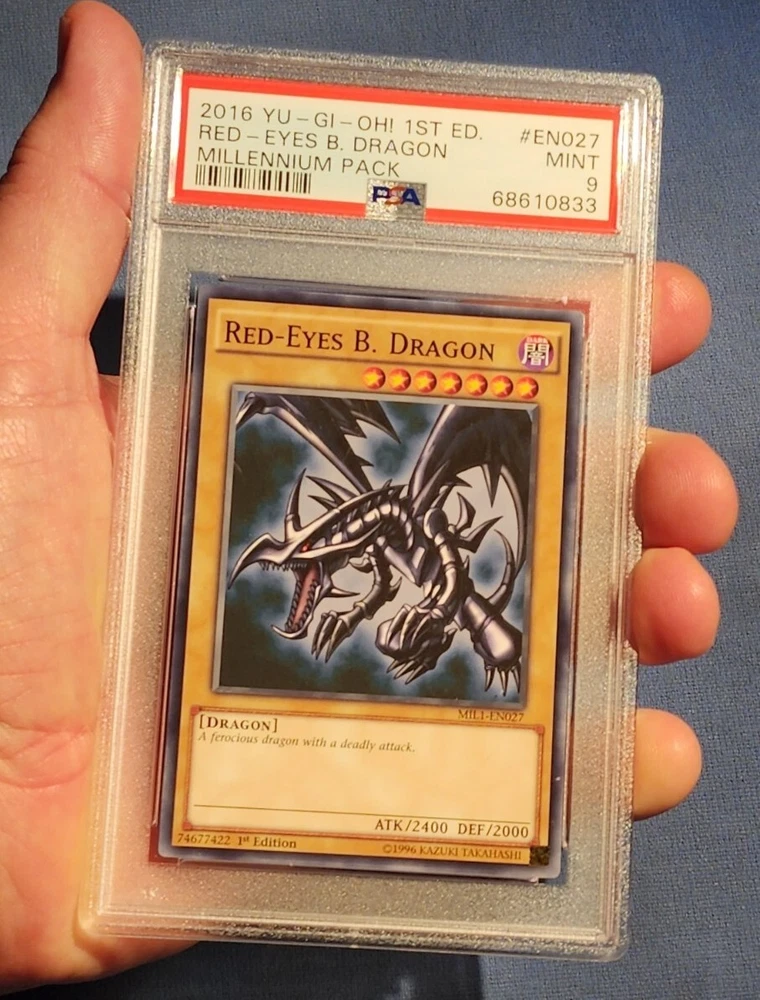 2016 YU-GI-OH! 1ST ED. #EN027
RED-EYES B. DRAGON MINT
MILLENNIUM PACK 9
PSA 68610833
RED-EYES B. DRAGON
DARK
闇
MIL1-EN027
[DRAGON]
A ferocious dragon with a deadly attack.
ATK/2400 DEF/2000
74677422 1st Edition ©1996 KAZUKI TAKAHASHI